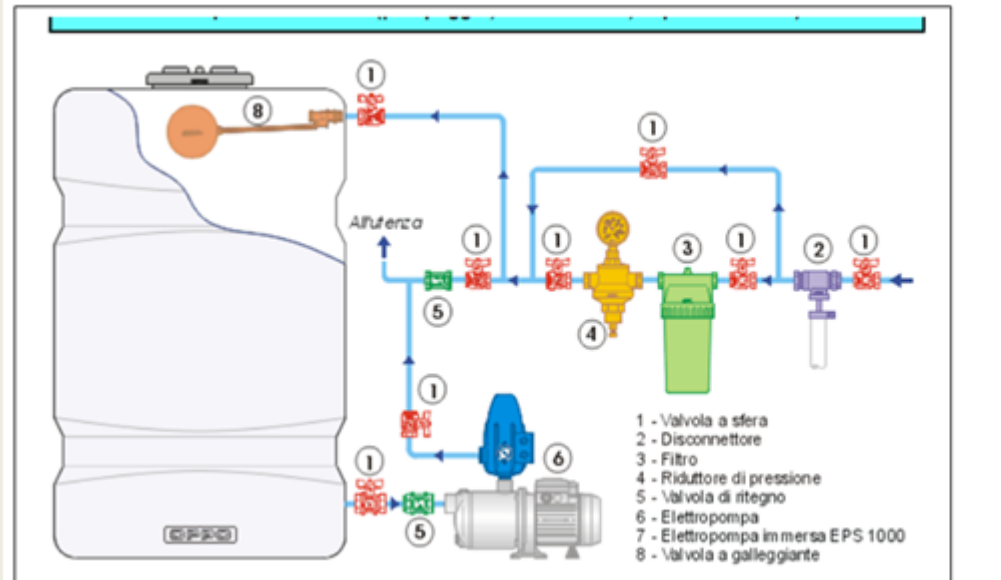 1
8
1
All'utenza
1
1
3
1
2
1
5
4
1
1
6
5
1 - Valvola a sfera
2 - Disconnettore
3 - Filtro
4 - Riduttore di pressione
5 - Valvola di ritegno
6 - Elettropompa
7 - Elettropompa immersa EPS 1000
8 - Valvola a galleggiante